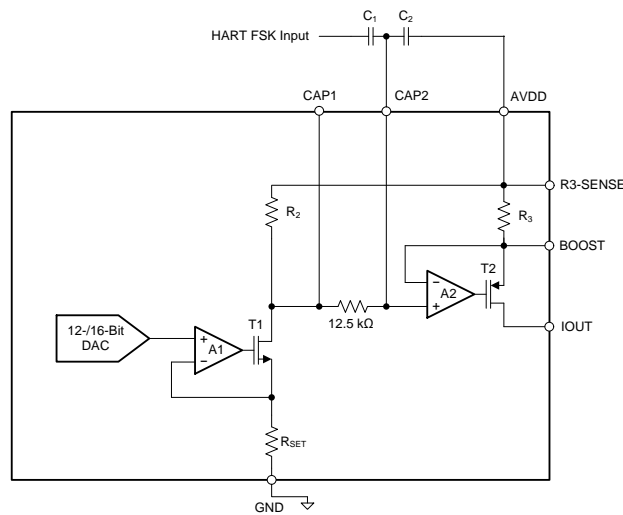 C1 C2
HART FSK Input
CAP1 CAP2 AVDD
R3-SENSE
R2 R3
BOOST
T2
−
A2
+
T1
12.5 kΩ
IOUT
12-/16-Bit
DAC
+
A1
−
RSET
GND